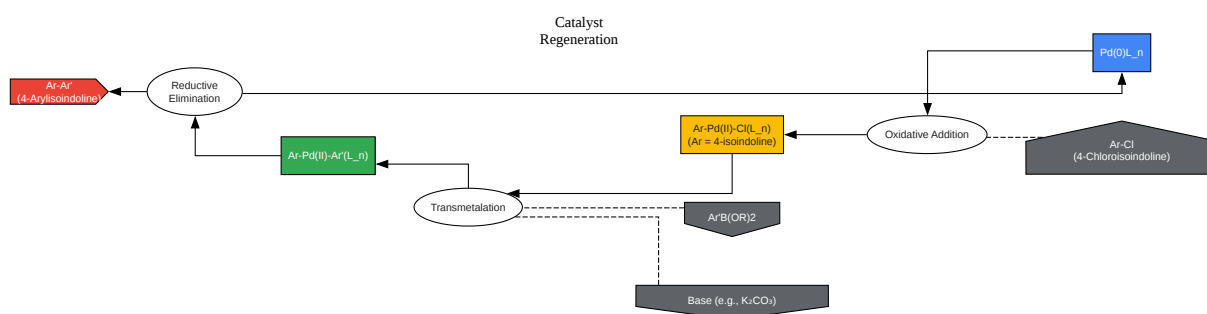 Catalyst
Regeneration
Pd(0)L_n
Ar-Ar'
(4-Arylisoindoline)
Reductive
Elimination
Ar-Pd(II)-Cl(L_n)
(Ar = 4-isoindoline)
Oxidative Addition
Ar-Cl
(4-Chloroisoindoline)
Ar-Pd(II)-Ar'(L_n)
Transmetalation
Ar'B(OR)2
Base (e.g., K₂CO₃)